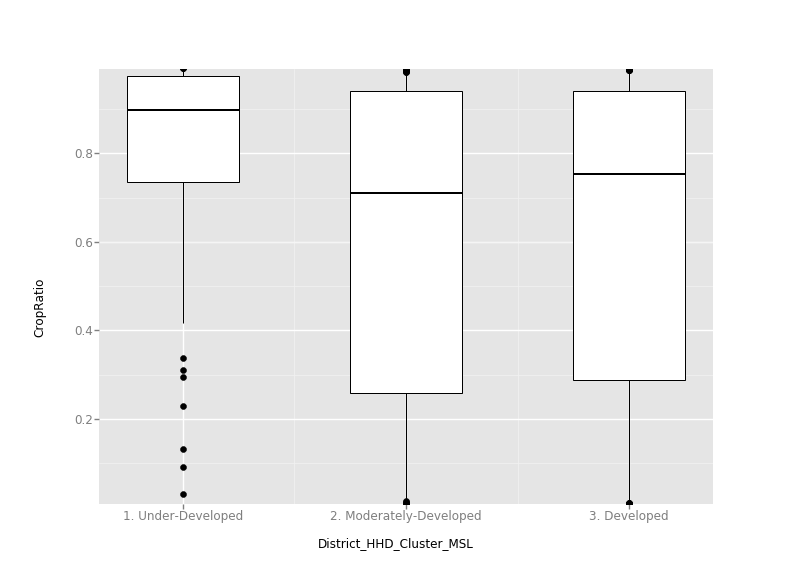 0.8
0.6
0.4
0.2
CropRatio
1. Under-Developed
2. Moderately-Developed
3. Developed
District_HHD_Cluster_MSL